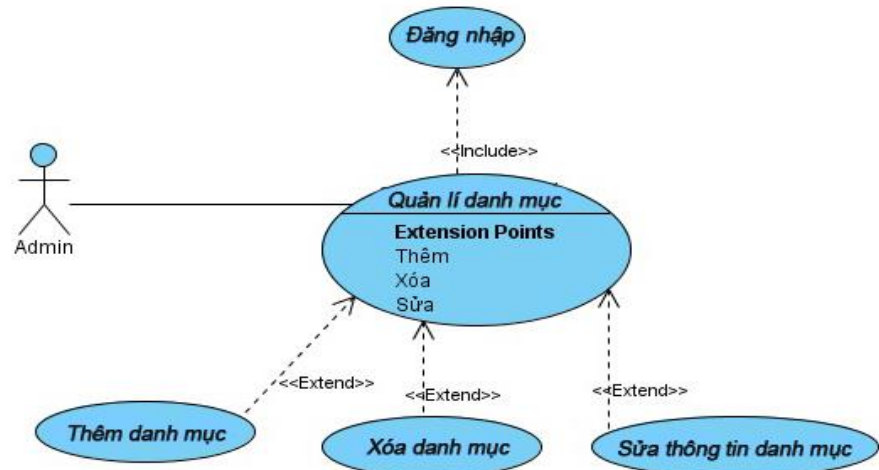 Đăng nhập
<<Include>>
Quản lí danh mục
Extension Points
Thêm
Xóa
Sửa
Admin
<<Extend>>
<<Extend>>
<<Extend>>
Thêm danh mục
Xóa danh mục
Sửa thông tin danh mục